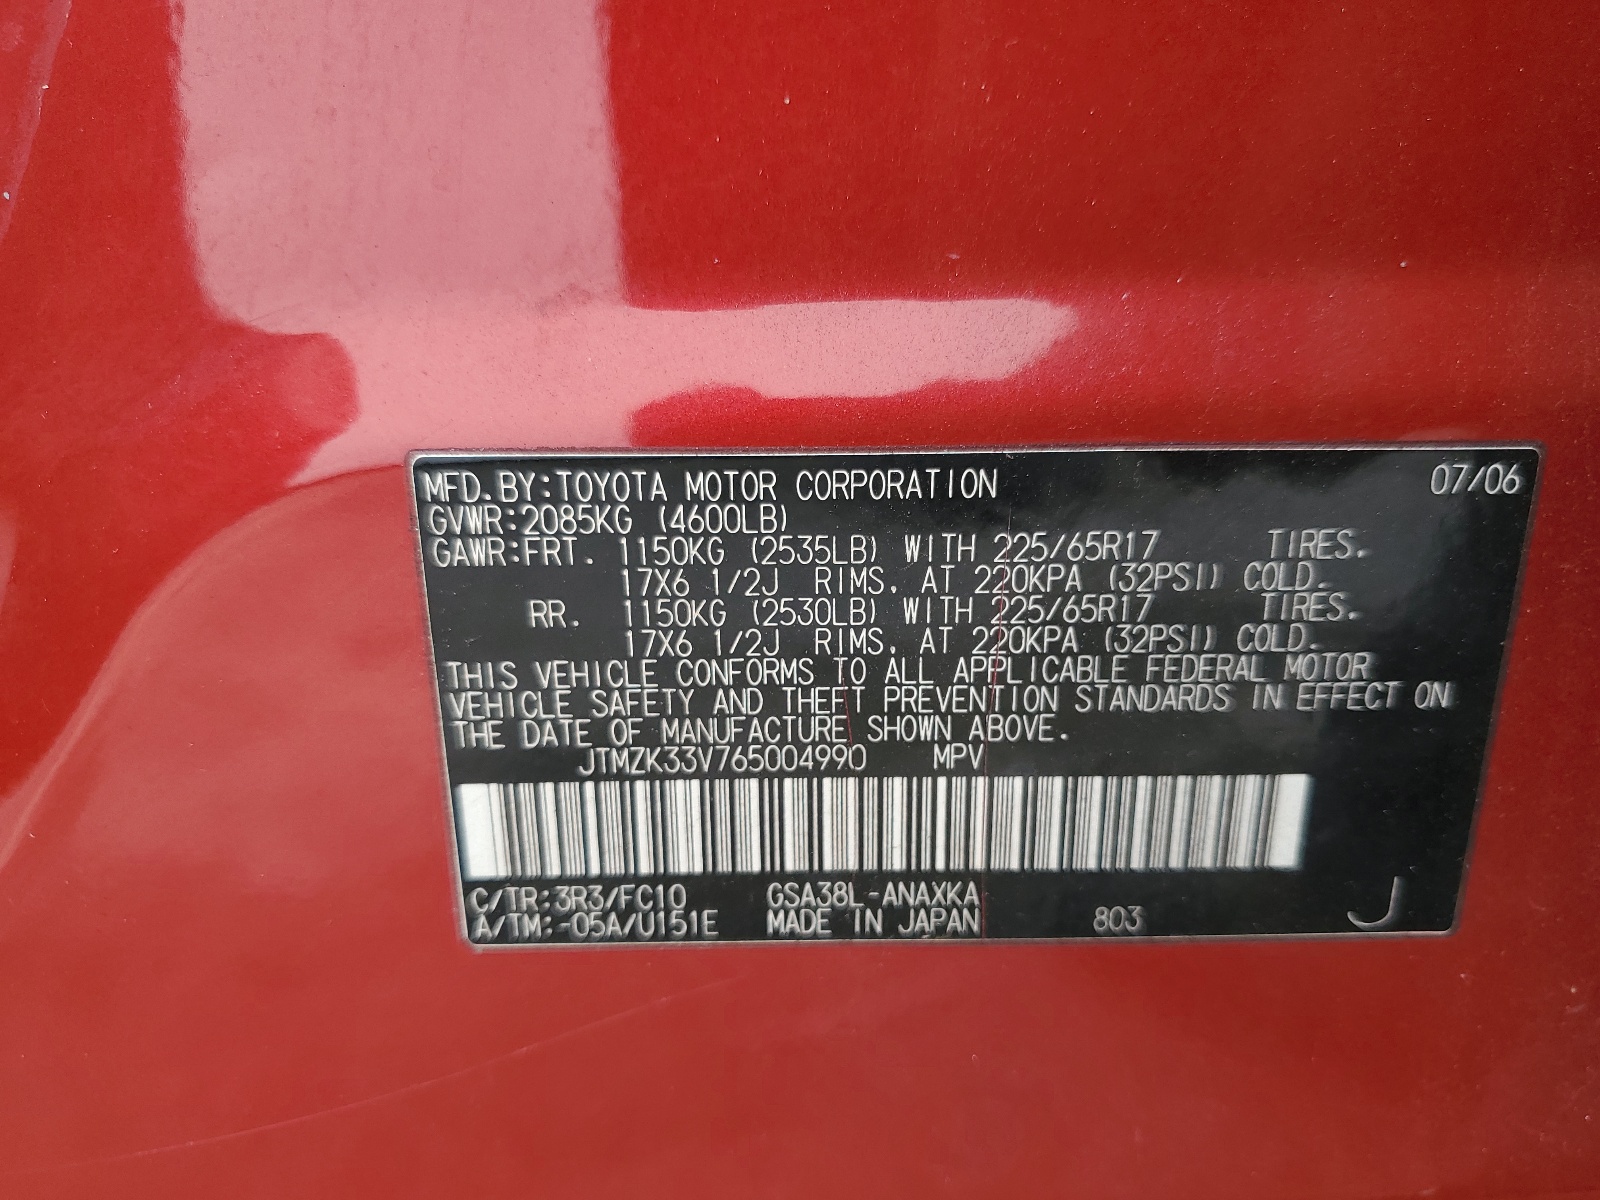 MFD. BY: TOYOTA MOTOR CORPORATION 07/06
GVWR: 2085KG (4600LB)
GAWR: FRT. 1150KG (2535LB) WITH 225/65R17 TIRES.
17X6 1/2J RIMS, AT 220KPA (32PSI) COLD.
RR. 1150KG (2530LB) WITH 225/65R17 TIRES.
17X6 1/2J RIMS, AT 220KPA (32PSI) COLD.
THIS VEHICLE CONFORMS TO ALL APPLICABLE FEDERAL MOTOR
VEHICLE SAFETY AND THEFT PREVENTION STANDARDS IN EFFECT ON
THE DATE OF MANUFACTURE SHOWN ABOVE.
JTMZK33V765004990 MPV
C/TR: 3R3/FC10 GSA38L-ANAXKA
A/TM: -05A/U151E MADE IN JAPAN 803 J